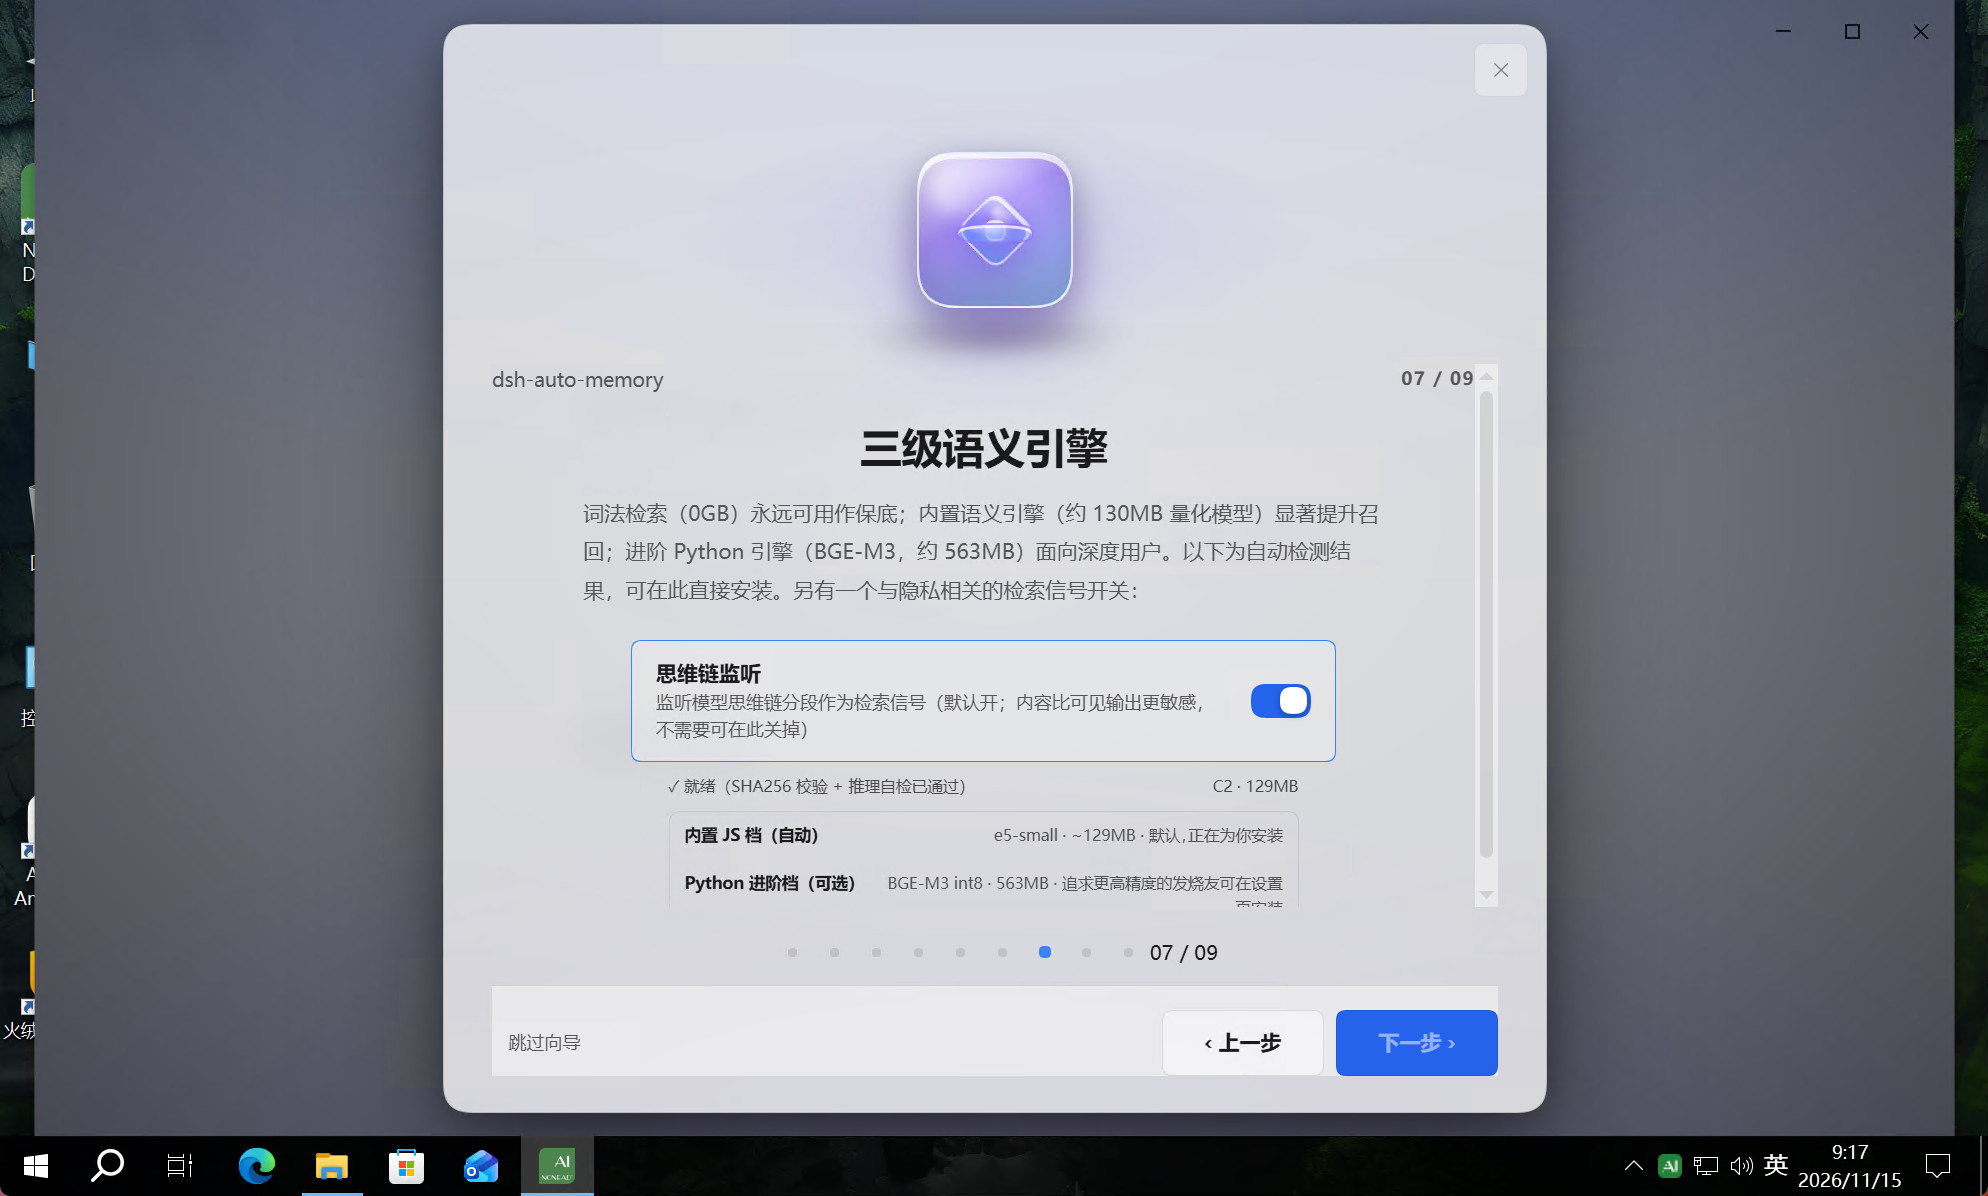 dsh-auto-memory
07 / 09
三级语义引擎
词法检索（0GB）永远可用作保底；内置语义引擎（约 130MB 量化模型）显著提升召
回；进阶 Python 引擎（BGE-M3，约 563MB）面向深度用户。以下为自动检测结
果，可在此直接安装。另有一个与隐私相关的检索信号开关：
思维链监听
监听模型思维链分段作为检索信号（默认开；内容比可见输出更敏感，
不需要可在此关掉）
✓ 就绪（SHA256 校验 + 推理自检已通过）
C2 · 129MB
内置 JS 档（自动）
e5-small · ~129MB · 默认,正在为你安装
Python 进阶档（可选）
BGE-M3 int8 · 563MB · 追求更高精度的发烧友可在设置
07 / 09
跳过向导
‹ 上一步
下一步 ›
N
D
控
A
An
火绒
AI
NONEAD
AI
英
9:17
2026/11/15